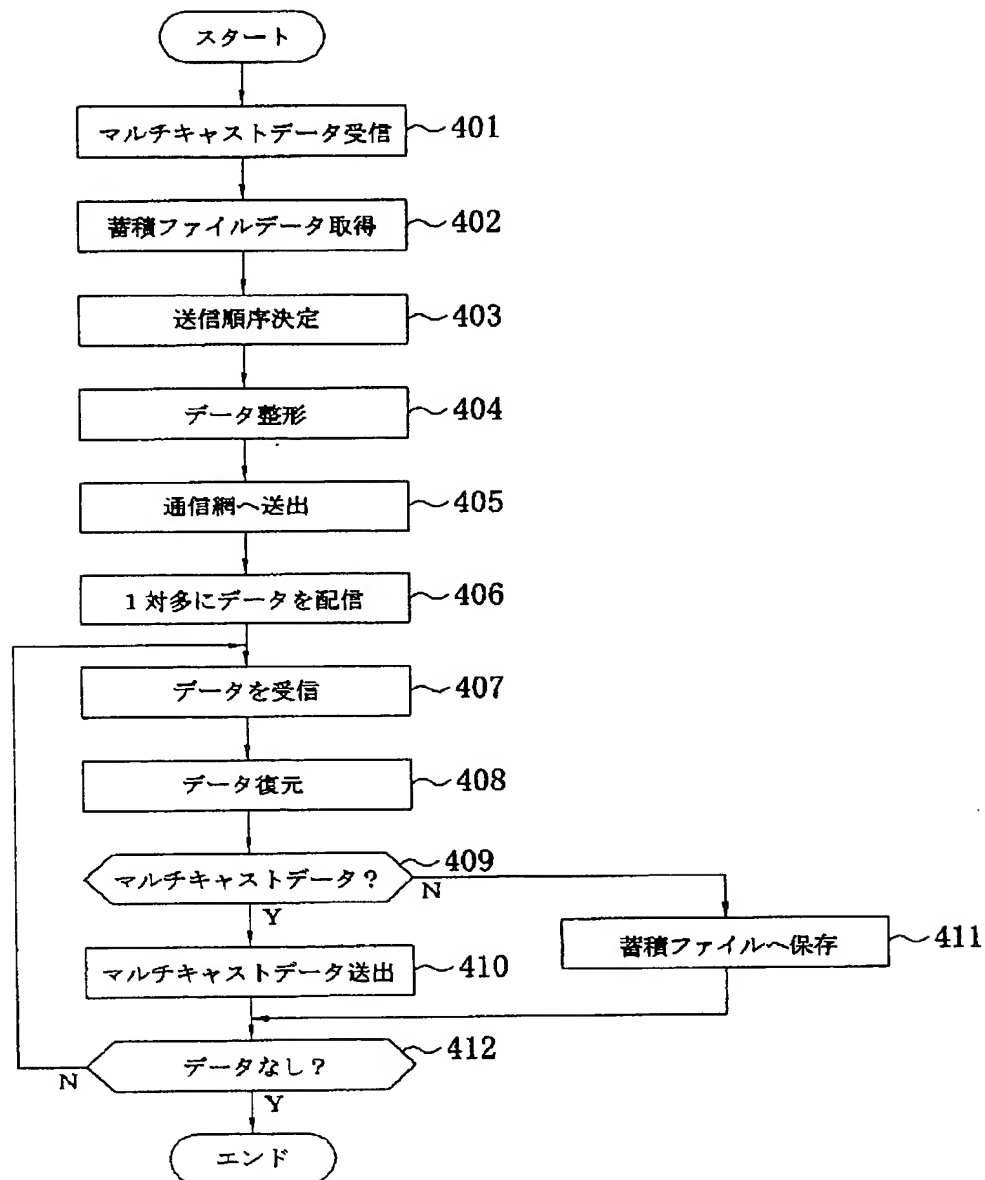 スタート
マルチキャストデータ受信 401
蓄積ファイルデータ取得 402
送信順序決定 403
データ整形 404
通信網へ送出 405
1対多にデータを配信 406
データを受信 407
データ復元 408
マルチキャストデータ? 409
N
Y
マルチキャストデータ送出 410
蓄積ファイルへ保存 411
データなし? 412
N
Y
エンド